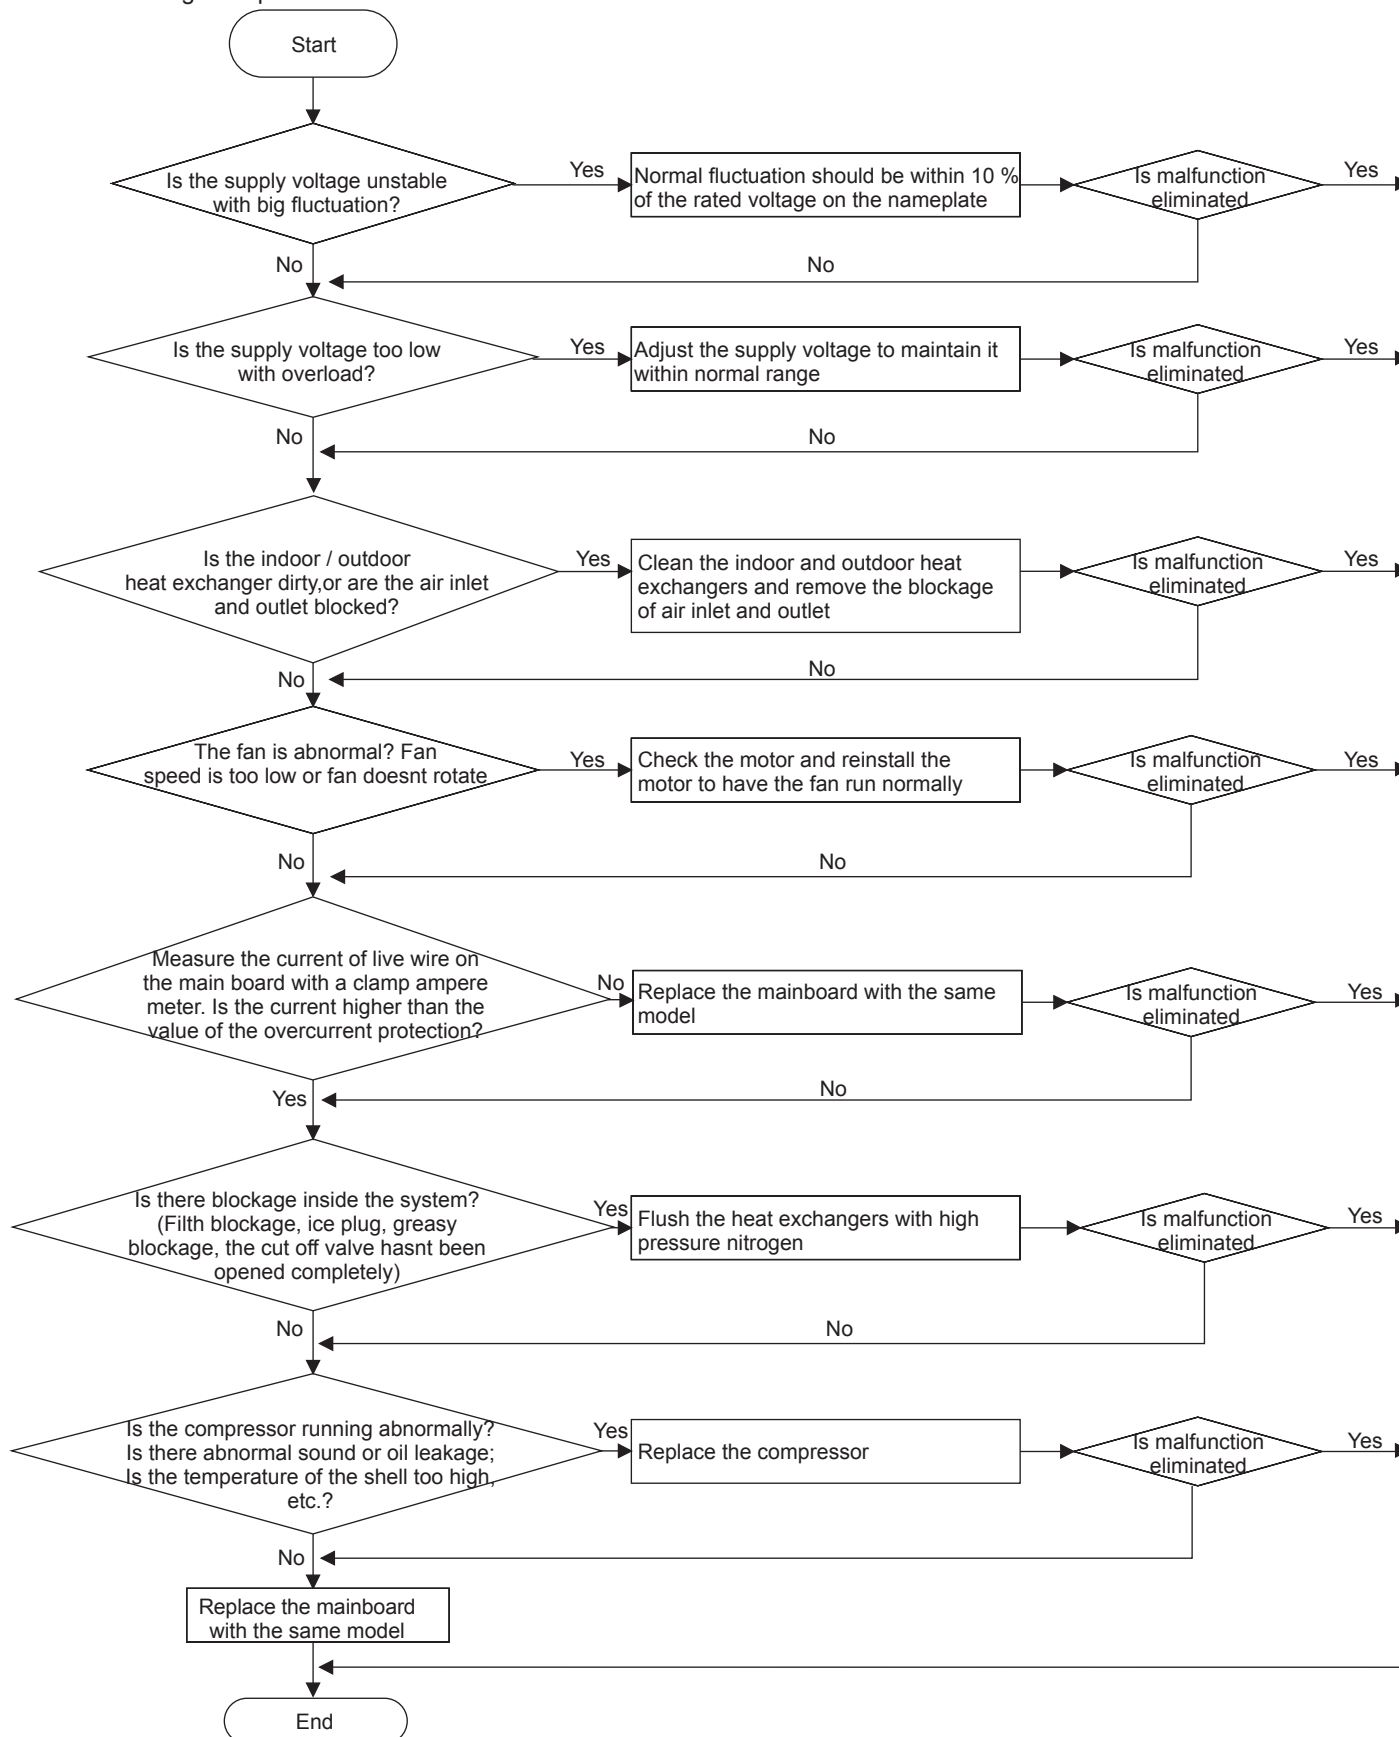 Start
Is the supply voltage unstable
with big fluctuation?
Yes
Normal fluctuation should be within 10 %
of the rated voltage on the nameplate
Is malfunction
eliminated
Yes
No
No
Is the supply voltage too low
with overload?
Yes
Adjust the supply voltage to maintain it
within normal range
Is malfunction
eliminated
Yes
No
No
Is the indoor / outdoor
heat exchanger dirty,or are the air inlet
and outlet blocked?
Yes
Clean the indoor and outdoor heat
exchangers and remove the blockage
of air inlet and outlet
Is malfunction
eliminated
Yes
No
No
The fan is abnormal? Fan
speed is too low or fan doesnt rotate
Yes
Check the motor and reinstall the
motor to have the fan run normally
Is malfunction
eliminated
Yes
No
No
Measure the current of live wire on
the main board with a clamp ampere
meter. Is the current higher than the
value of the overcurrent protection?
No
Replace the mainboard with the same
model
Is malfunction
eliminated
Yes
Yes
No
Is there blockage inside the system?
(Filth blockage, ice plug, greasy
blockage, the cut off valve hasnt been
opened completely)
Yes
Flush the heat exchangers with high
pressure nitrogen
Is malfunction
eliminated
Yes
No
No
Is the compressor running abnormally?
Is there abnormal sound or oil leakage;
Is the temperature of the shell too high,
etc.?
Yes
Replace the compressor
Is malfunction
eliminated
Yes
No
Replace the mainboard
with the same model
End